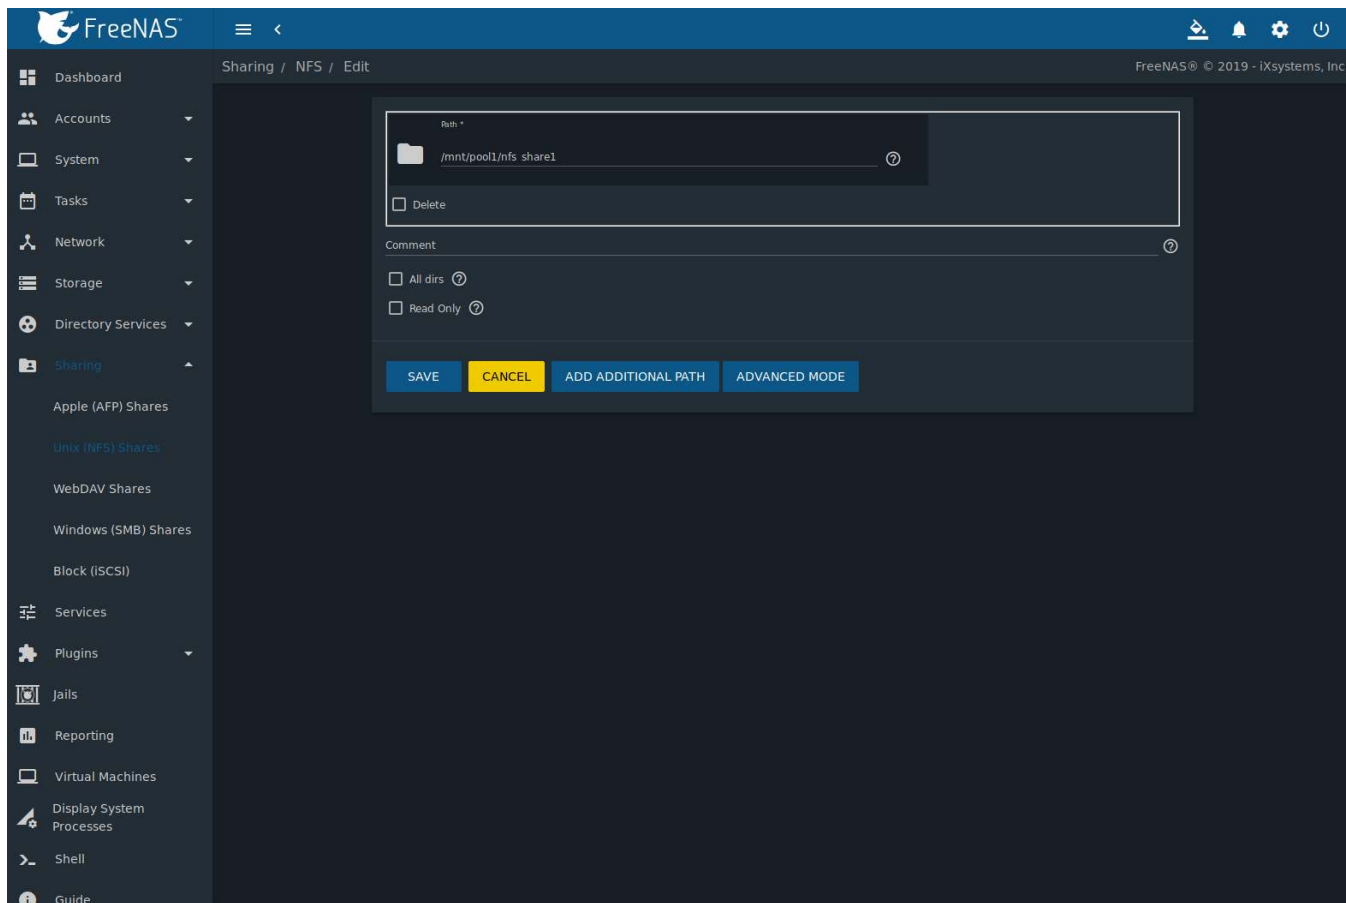 FreeNAS
Sharing / NFS / Edit
FreeNAS® © 2019 - iXsystems, Inc
Dashboard
Accounts
System
Tasks
Network
Storage
Directory Services
Sharing
Apple (AFP) Shares
Unix (NFS) Shares
WebDAV Shares
Windows (SMB) Shares
Block (iSCSI)
Services
Plugins
Jails
Reporting
Virtual Machines
Display System
Processes
Shell
Guide
Path *
/mnt/pool1/nfs_share1
Delete
Comment
All dirs
Read Only
SAVE CANCEL ADD ADDITIONAL PATH ADVANCED MODE